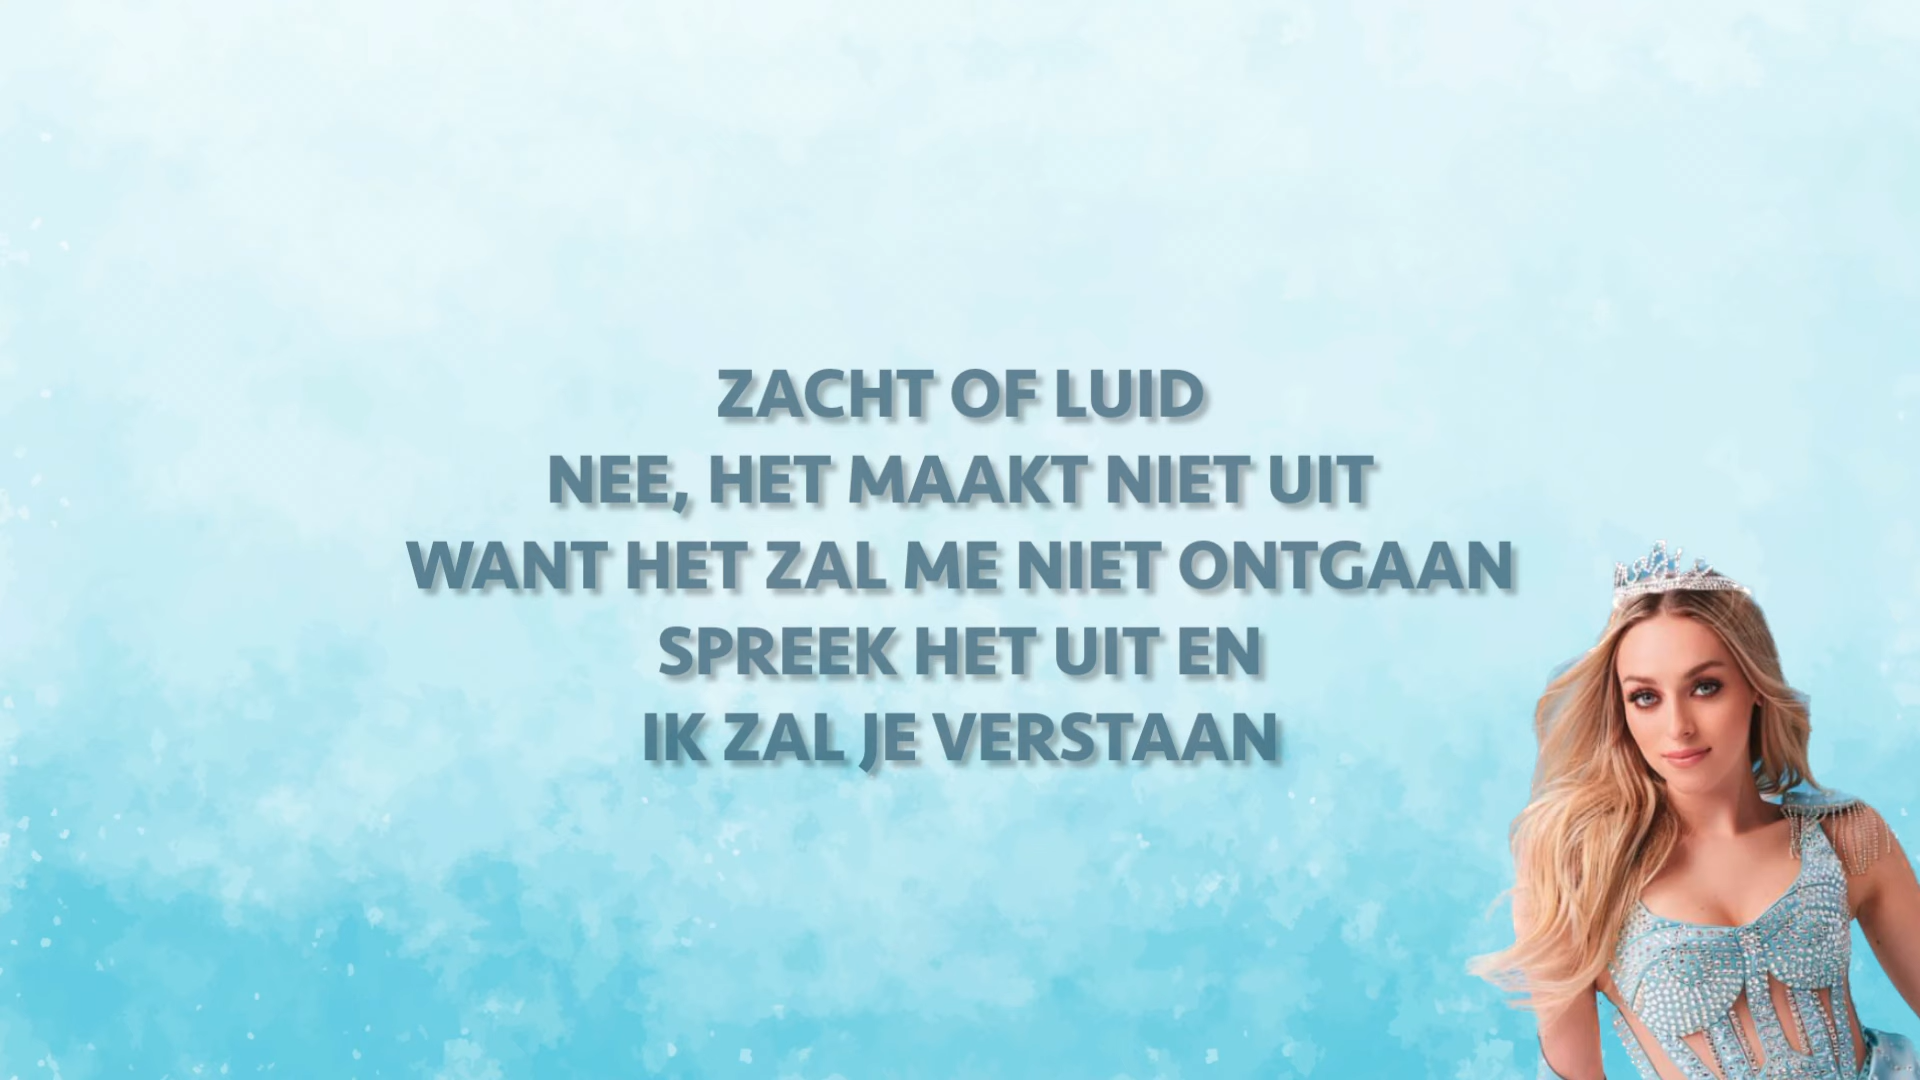 ZACHT OF LUID
NEE, HET MAAKT NIET UIT
WANT HET ZAL ME NIET ONTGAAN
SPREEK HET UIT EN
IK ZAL JE VERSTAAN